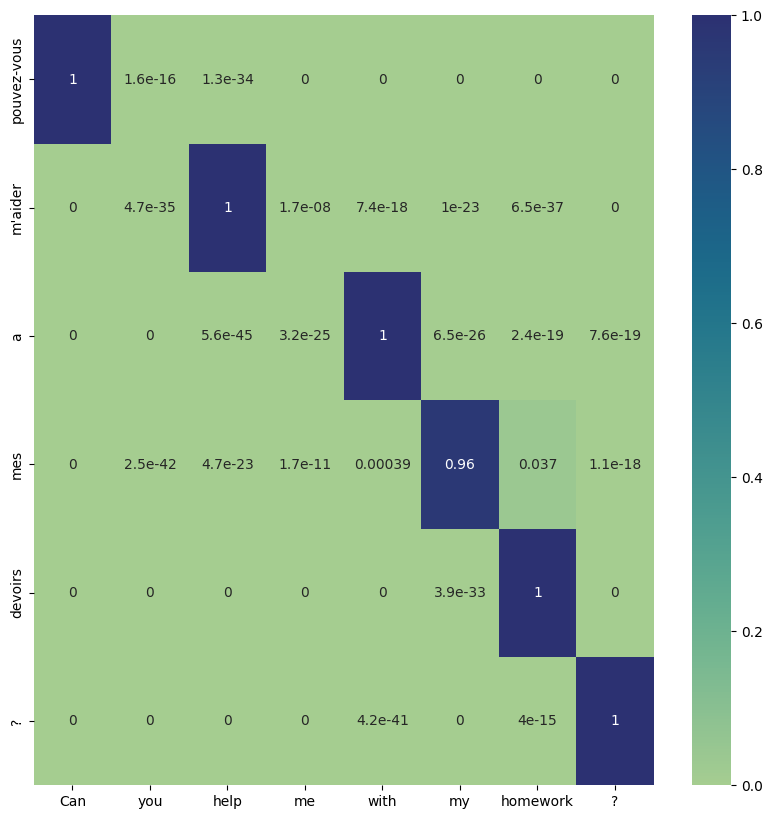 pouvez-vous 1 1.6e-16 1.3e-34 0 0 0 0 0
m'aider 0 4.7e-35 1 1.7e-08 7.4e-18 1e-23 6.5e-37 0
a 0 0 5.6e-45 3.2e-25 1 6.5e-26 2.4e-19 7.6e-19
mes 0 2.5e-42 4.7e-23 1.7e-11 0.00039 0.96 0.037 1.1e-18
devoirs 0 0 0 0 0 3.9e-33 1 0
? 0 0 0 0 4.2e-41 0 4e-15 1
Can you help me with my homework ?
1.0
0.8
0.6
0.4
0.2
0.0